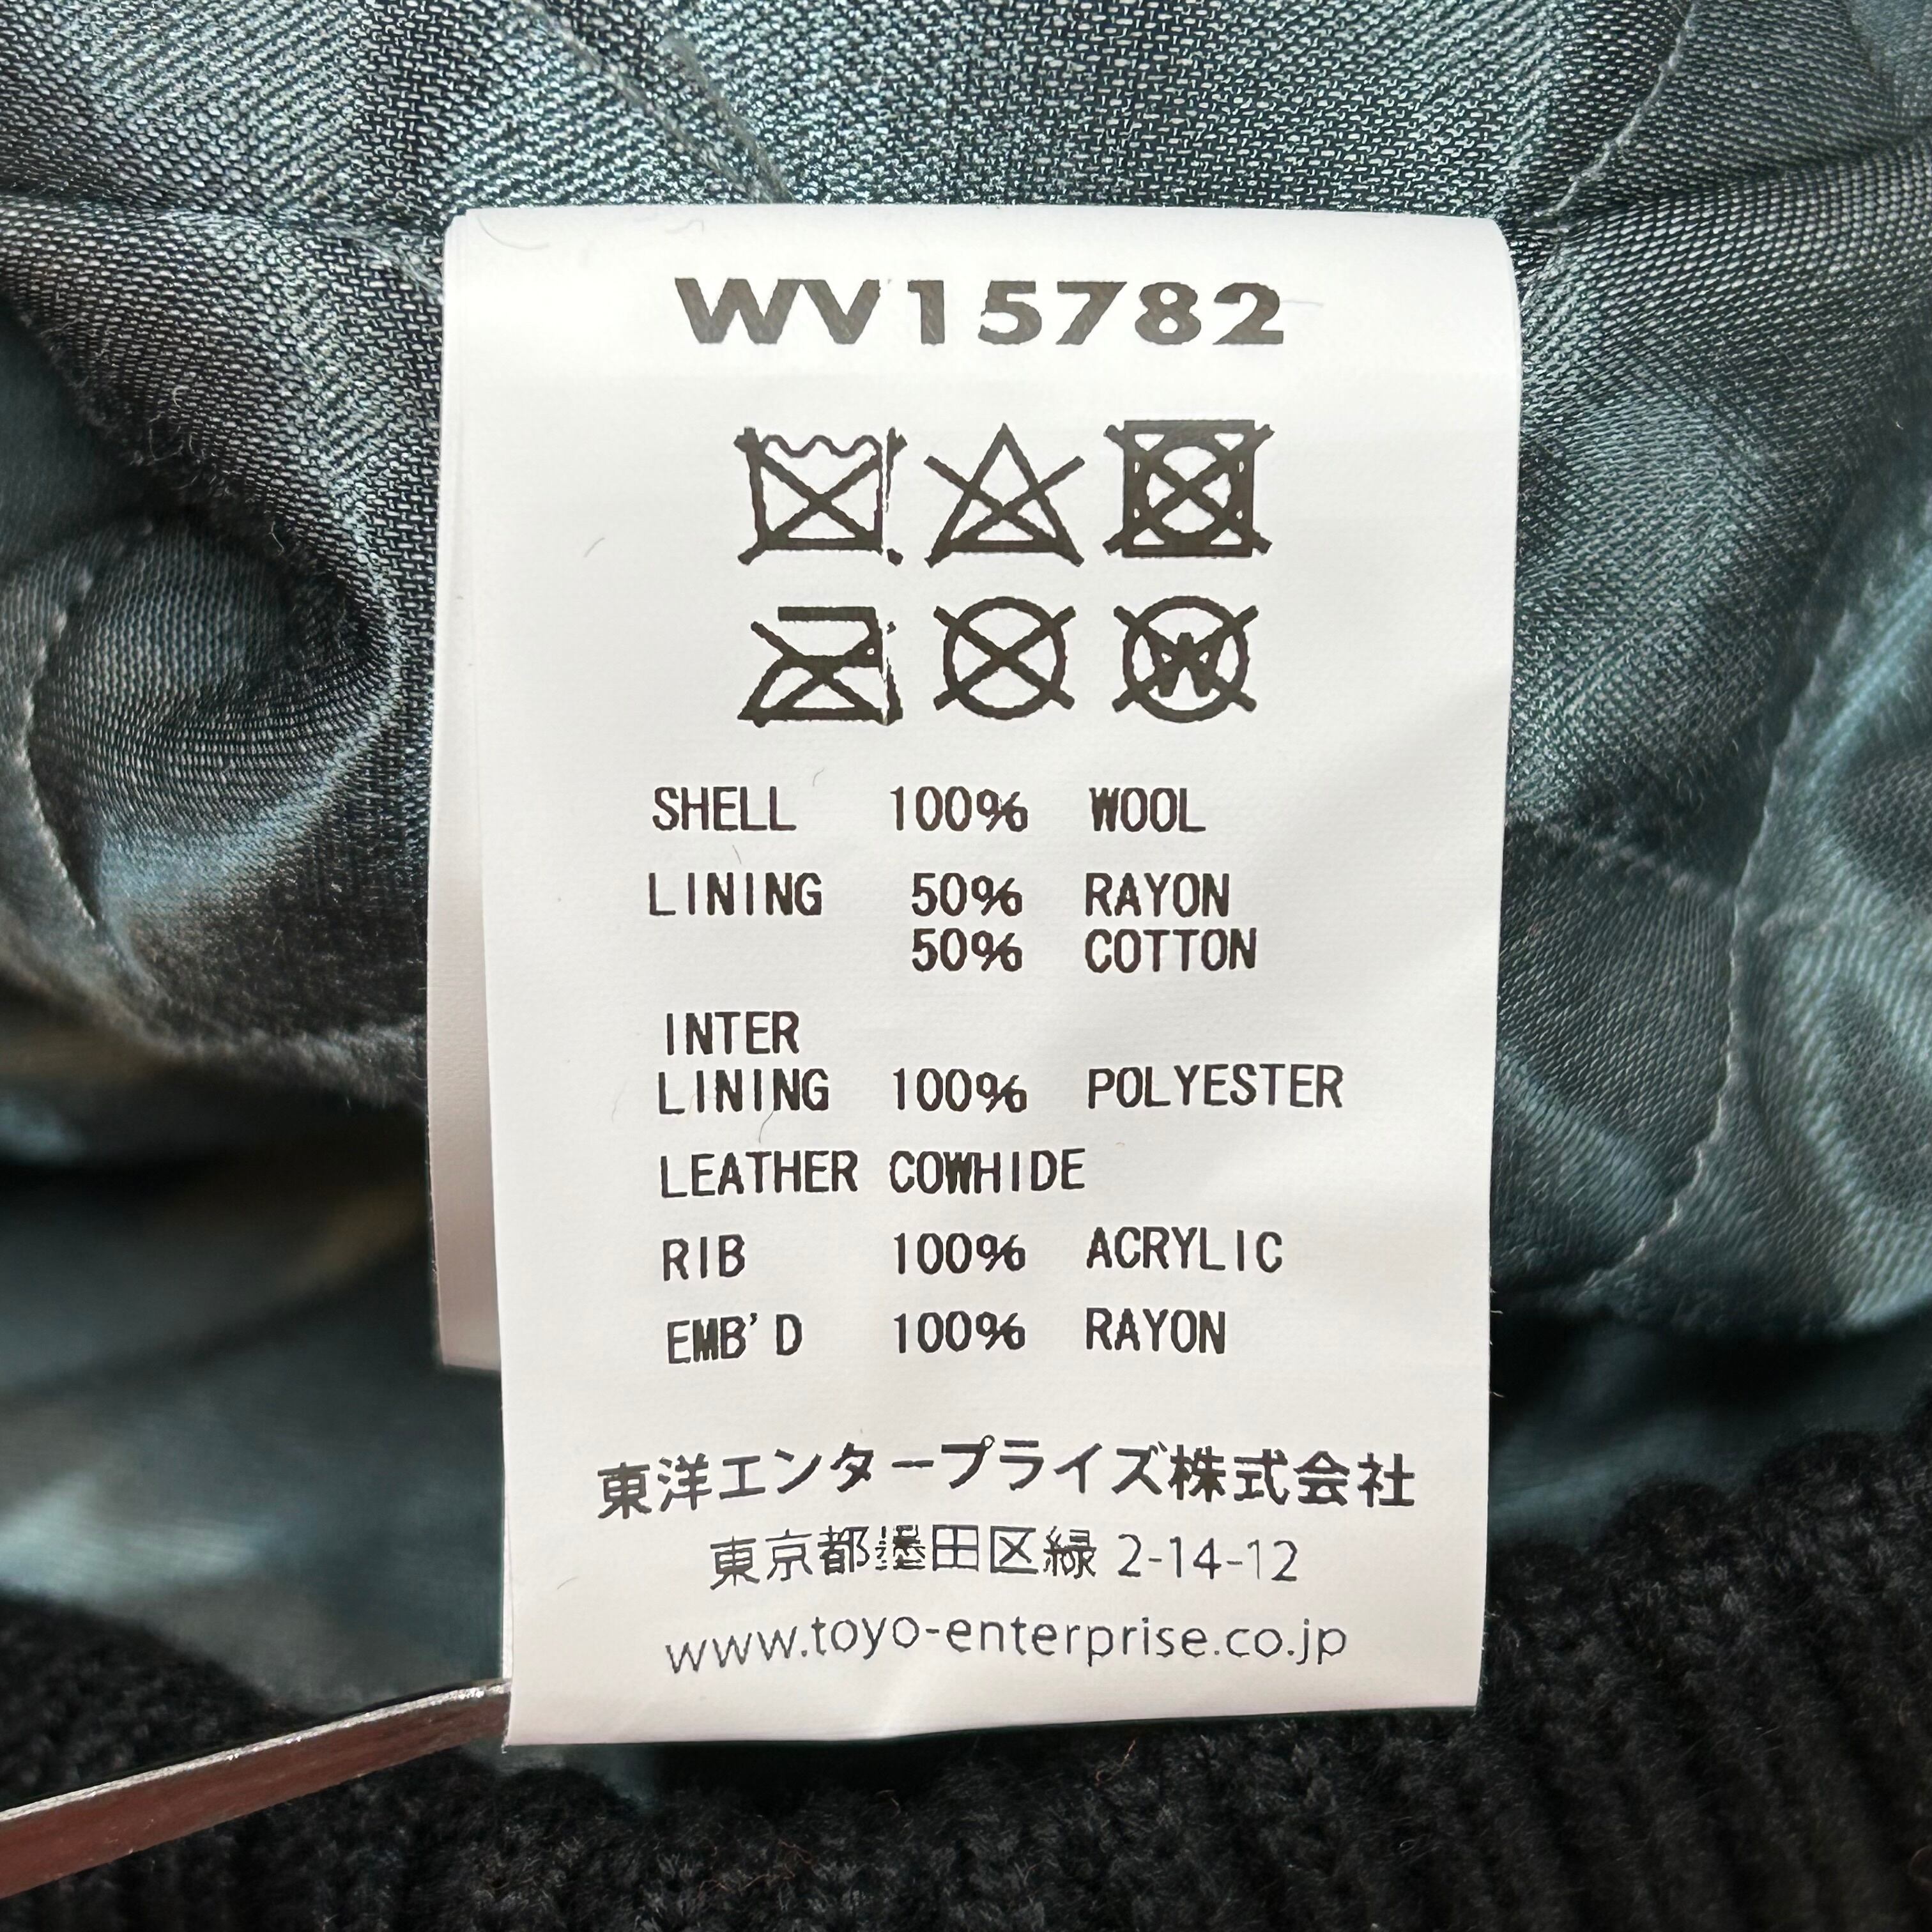 WV15782
W
SHELL 100% WOOL
LINING 50% RAYON
50% COTTON
INTER
LINING 100% POLYESTER
LEATHER COWHIDE
RIB 100% ACRYLIC
EMB'D 100% RAYON
東洋エンタープライズ株式会社
東京都墨田区緑 2-14-12
www.toyo-enterprise.co.jp